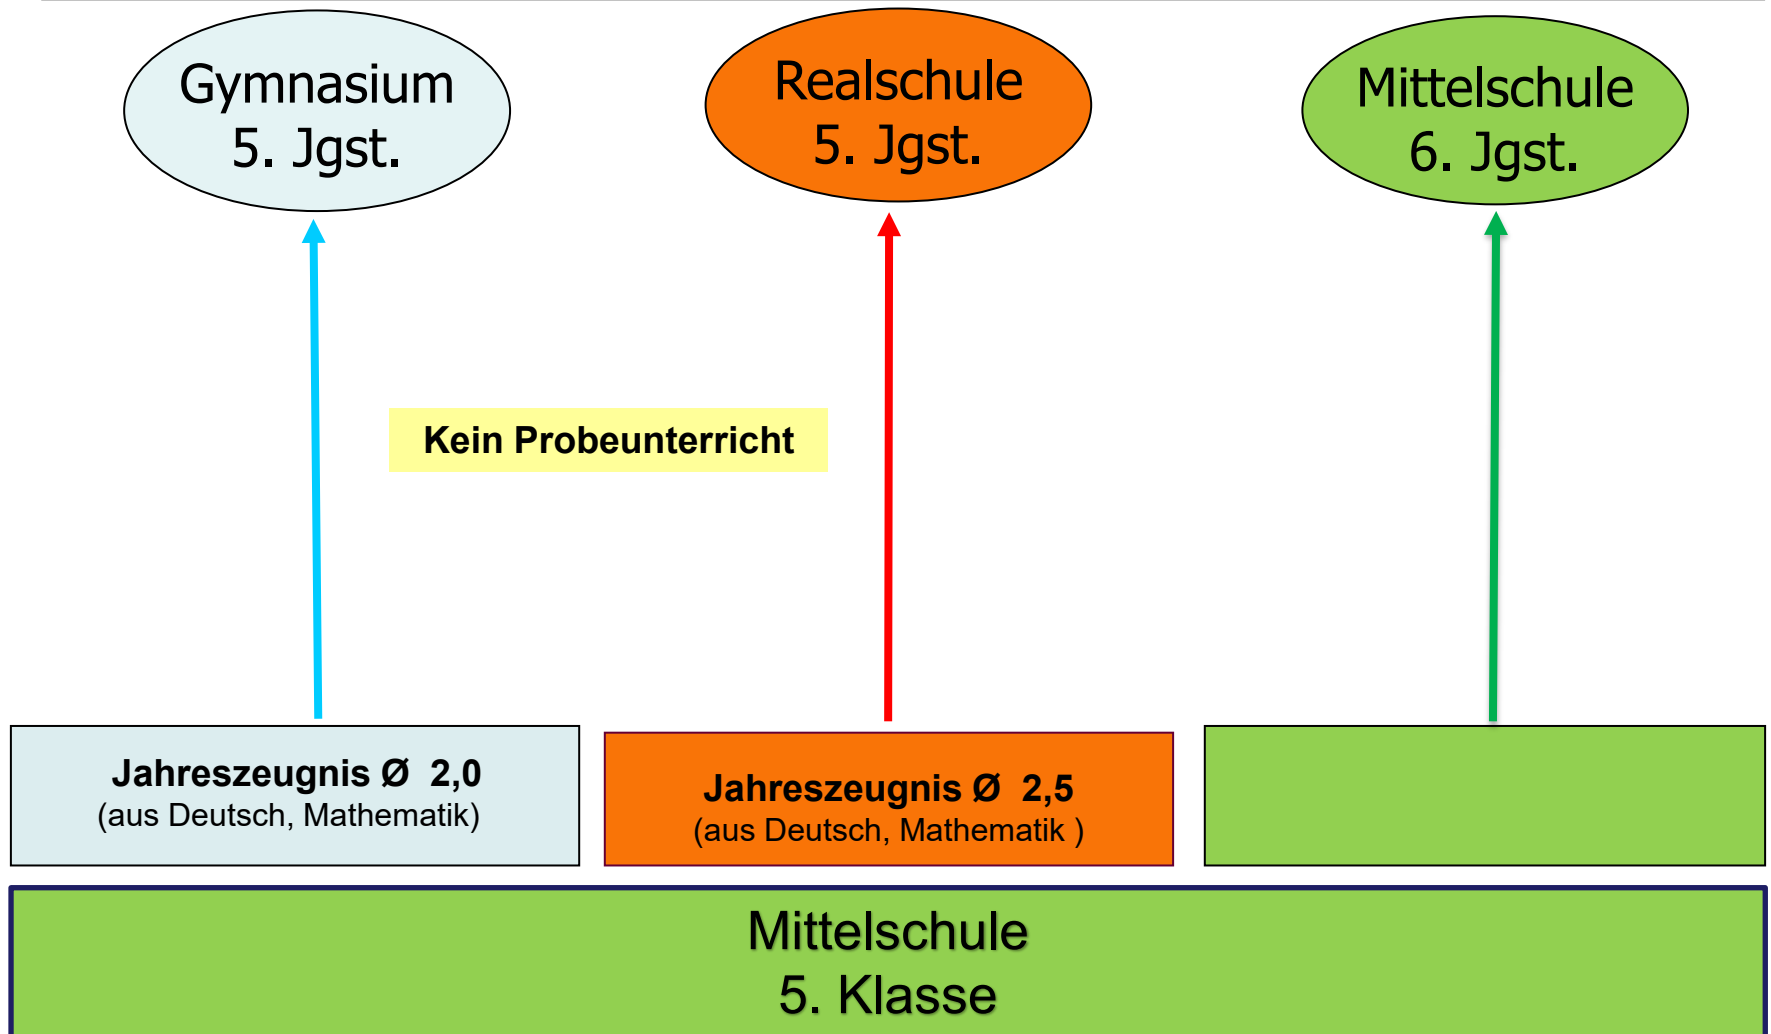 Gymnasium
5. Jgst.
Realschule
5. Jgst.
Mittelschule
6. Jgst.
Kein Probeunterricht
Jahreszeugnis Ø 2,0
(aus Deutsch, Mathematik)
Jahreszeugnis Ø 2,5
(aus Deutsch, Mathematik )
Mittelschule
5. Klasse